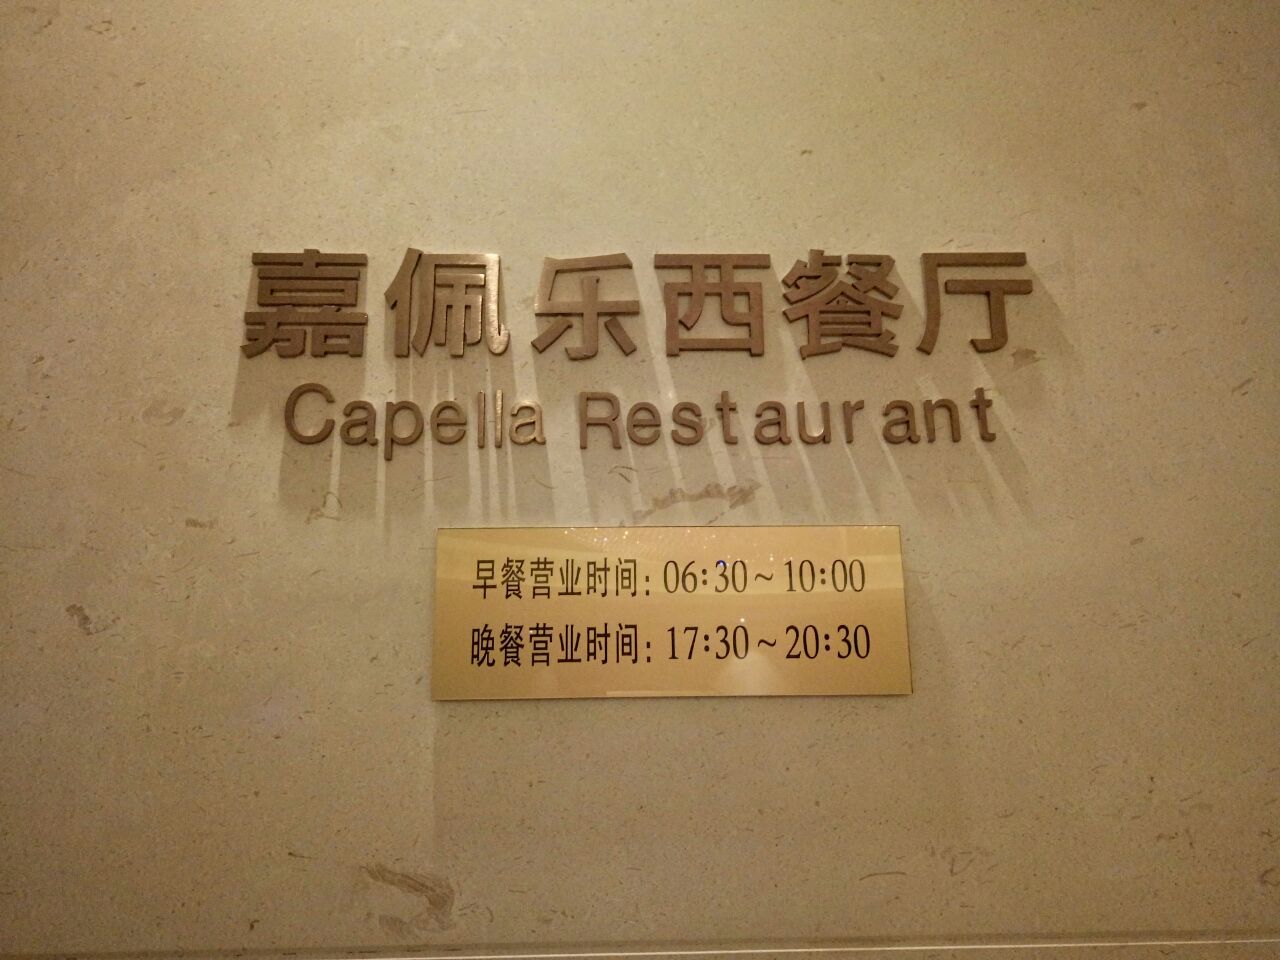 嘉佩乐西餐厅
Capella Restaurant
早餐营业时间: 06:30~10:00
晚餐营业时间: 17:30~20:30